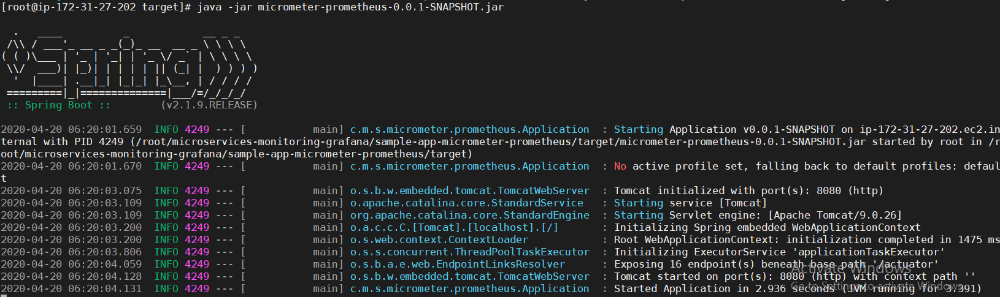 [root@ip-172-31-27-202 target]# java -jar micrometer-prometheus-0.0.1-SNAPSHOT.jar
  .   ____          _            __ _ _
 /\\ / ___'_ __ _ _(_)_ __  __ _ \ \ \ \
( ( )\___ | '_ | '_| | '_ \/ _` | \ \ \ \
 \\/  ___)| |_)| | | | | || (_| |  ) ) ) )
  '  |____| .__|_| |_|_| |_\__, | / / / /
 =========|_|==============|___/=/_/_/_/
 :: Spring Boot ::        (v2.1.9.RELEASE)
2020-04-20 06:20:01.659  INFO 4249 --- [           main] c.m.s.micrometer.prometheus.Application  : Starting Application v0.0.1-SNAPSHOT on ip-172-31-27-202.ec2.in
ternal with PID 4249 (/root/microservices-monitoring-grafana/sample-app-micrometer-prometheus/target/micrometer-prometheus-0.0.1-SNAPSHOT.jar started by root in /r
oot/microservices-monitoring-grafana/sample-app-micrometer-prometheus/target)
2020-04-20 06:20:01.670  INFO 4249 --- [           main] c.m.s.micrometer.prometheus.Application  : No active profile set, falling back to default profiles: defaul
t
2020-04-20 06:20:03.075  INFO 4249 --- [           main] o.s.b.w.embedded.tomcat.TomcatWebServer  : Tomcat initialized with port(s): 8080 (http)
2020-04-20 06:20:03.109  INFO 4249 --- [           main] o.apache.catalina.core.StandardService   : Starting service [Tomcat]
2020-04-20 06:20:03.109  INFO 4249 --- [           main] org.apache.catalina.core.StandardEngine  : Starting Servlet engine: [Apache Tomcat/9.0.26]
2020-04-20 06:20:03.200  INFO 4249 --- [           main] o.a.c.c.C.[Tomcat].[localhost].[/]       : Initializing Spring embedded WebApplicationContext
2020-04-20 06:20:03.200  INFO 4249 --- [           main] o.s.web.context.ContextLoader            : Root WebApplicationContext: initialization completed in 1475 ms
2020-04-20 06:20:03.806  INFO 4249 --- [           main] o.s.s.concurrent.ThreadPoolTaskExecutor  : Initializing ExecutorService 'applicationTaskExecutor'
2020-04-20 06:20:04.059  INFO 4249 --- [           main] o.s.b.a.e.web.EndpointLinksResolver      : Exposing 16 endpoint(s) beneath base path '/actuator'
2020-04-20 06:20:04.128  INFO 4249 --- [           main] o.s.b.w.embedded.tomcat.TomcatWebServer  : Tomcat started on port(s): 8080 (http) with context path ''
2020-04-20 06:20:04.131  INFO 4249 --- [           main] c.m.s.micrometer.prometheus.Application  : Started Application in 2.936 seconds (JVM running for 3.391)
Activate Windows
Go to Settings to activate Windows.